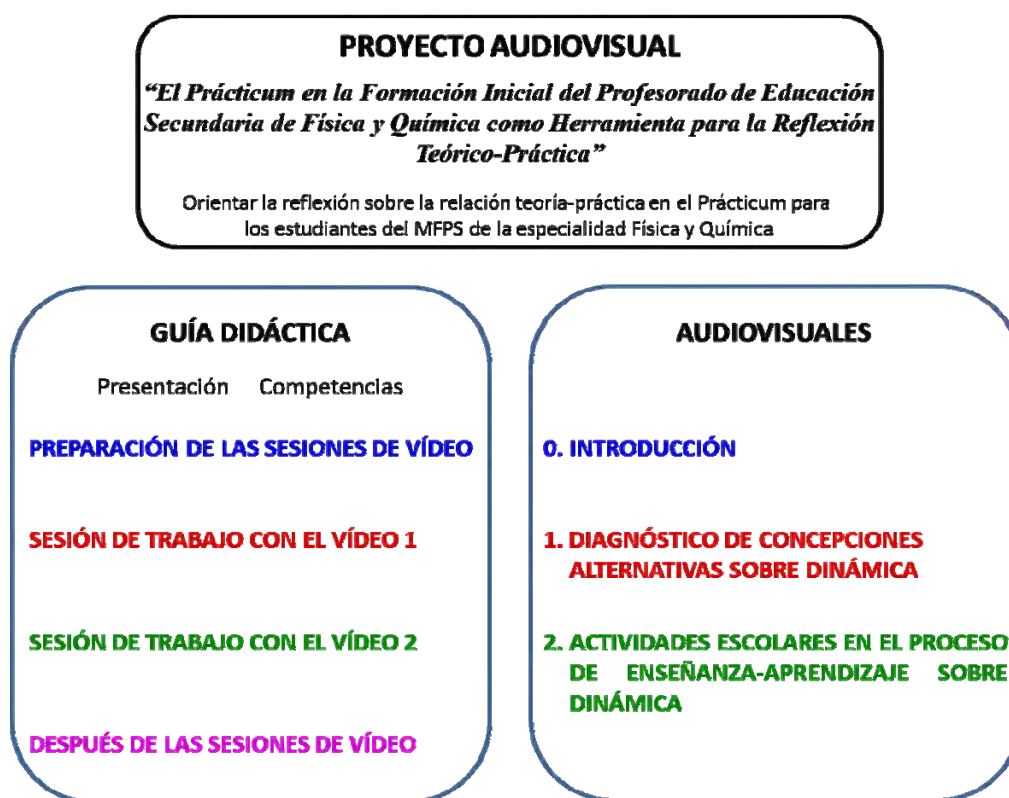 PROYECTO AUDIOVISUAL
“El Prácticum en la Formación Inicial del Profesorado de Educación
Secundaria de Física y Química como Herramienta para la Reflexión
Teórico-Práctica”
Orientar la reflexión sobre la relación teoría-práctica en el Prácticum para
los estudiantes del MFPS de la especialidad Física y Química
GUÍA DIDÁCTICA
Presentación Competencias
PREPARACIÓN DE LAS SESIONES DE VÍDEO
SESIÓN DE TRABAJO CON EL VÍDEO 1
SESIÓN DE TRABAJO CON EL VÍDEO 2
DESPUÉS DE LAS SESIONES DE VÍDEO
AUDIOVISUALES
0. INTRODUCCIÓN
1. DIAGNÓSTICO DE CONCEPCIONES
ALTERNATIVAS SOBRE DINÁMICA
2. ACTIVIDADES ESCOLARES EN EL PROCESO
DE ENSEÑANZA-APRENDIZAJE SOBRE
DINÁMICA